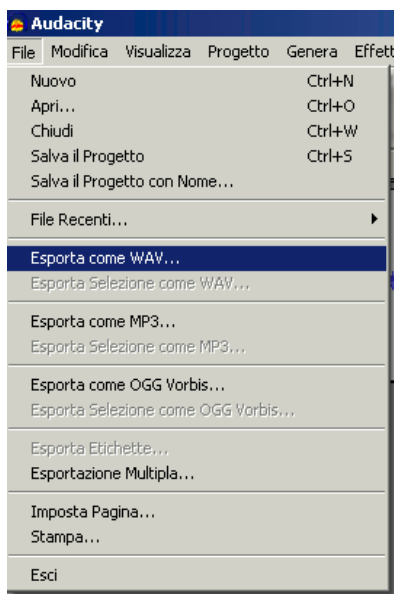 Audacity
File Modifica Visualizza Progetto Genera Effett
Nuovo Ctrl+N
Apri... Ctrl+O
Chiudi Ctrl+W
Salva il Progetto Ctrl+S
Salva il Progetto con Nome...
File Recenti...
Esporta come WAV...
Esporta Selezione come WAV...
Esporta come MP3...
Esporta Selezione come MP3...
Esporta come OGG Vorbis...
Esporta Selezione come OGG Vorbis...
Esporta Etichette...
Esportazione Multipla...
Imposta Pagina...
Stampa...
Esci